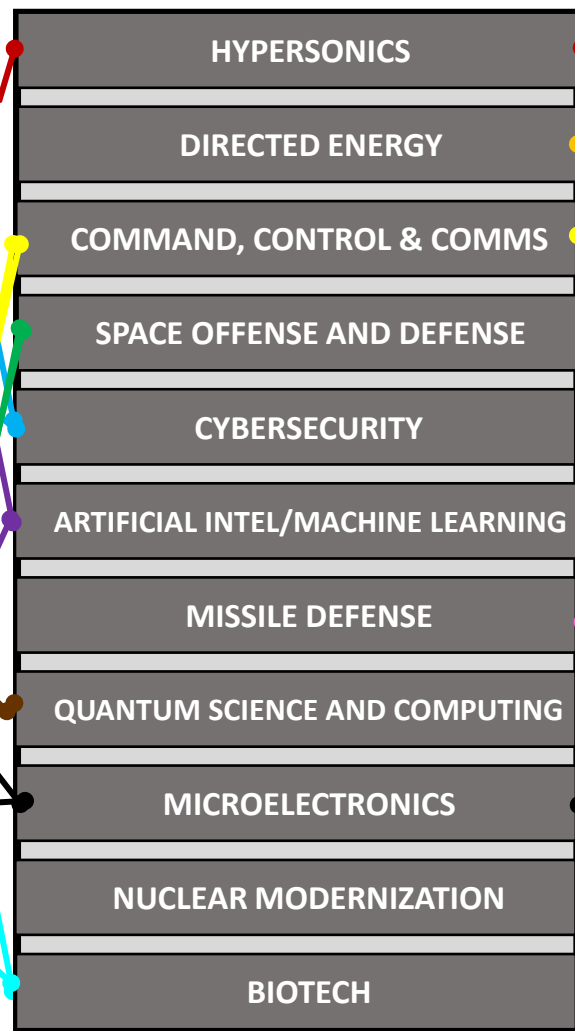 HYPERSONICS
DIRECTED ENERGY
COMMAND, CONTROL & COMMS
SPACE OFFENSE AND DEFENSE
CYBERSECURITY
ARTIFICIAL INTEL/MACHINE LEARNING
MISSILE DEFENSE
QUANTUM SCIENCE AND COMPUTING
MICROELECTRONICS
NUCLEAR MODERNIZATION
BIOTECH